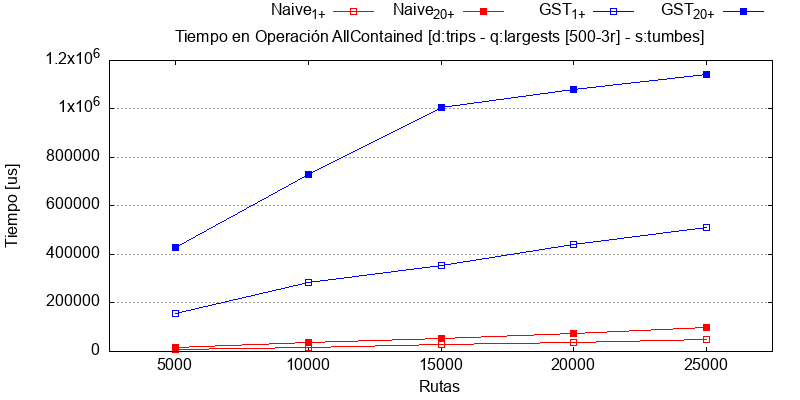 Naive1+ Naive20+ GST1+ GST20+
Tiempo en Operación AllContained [d:trips - q:largests [500-3r] - s:tumbes]
1.2x10^6
1x10^6
800000
600000
400000
200000
0
Tiempo [us]
5000 10000 15000 20000 25000
Rutas